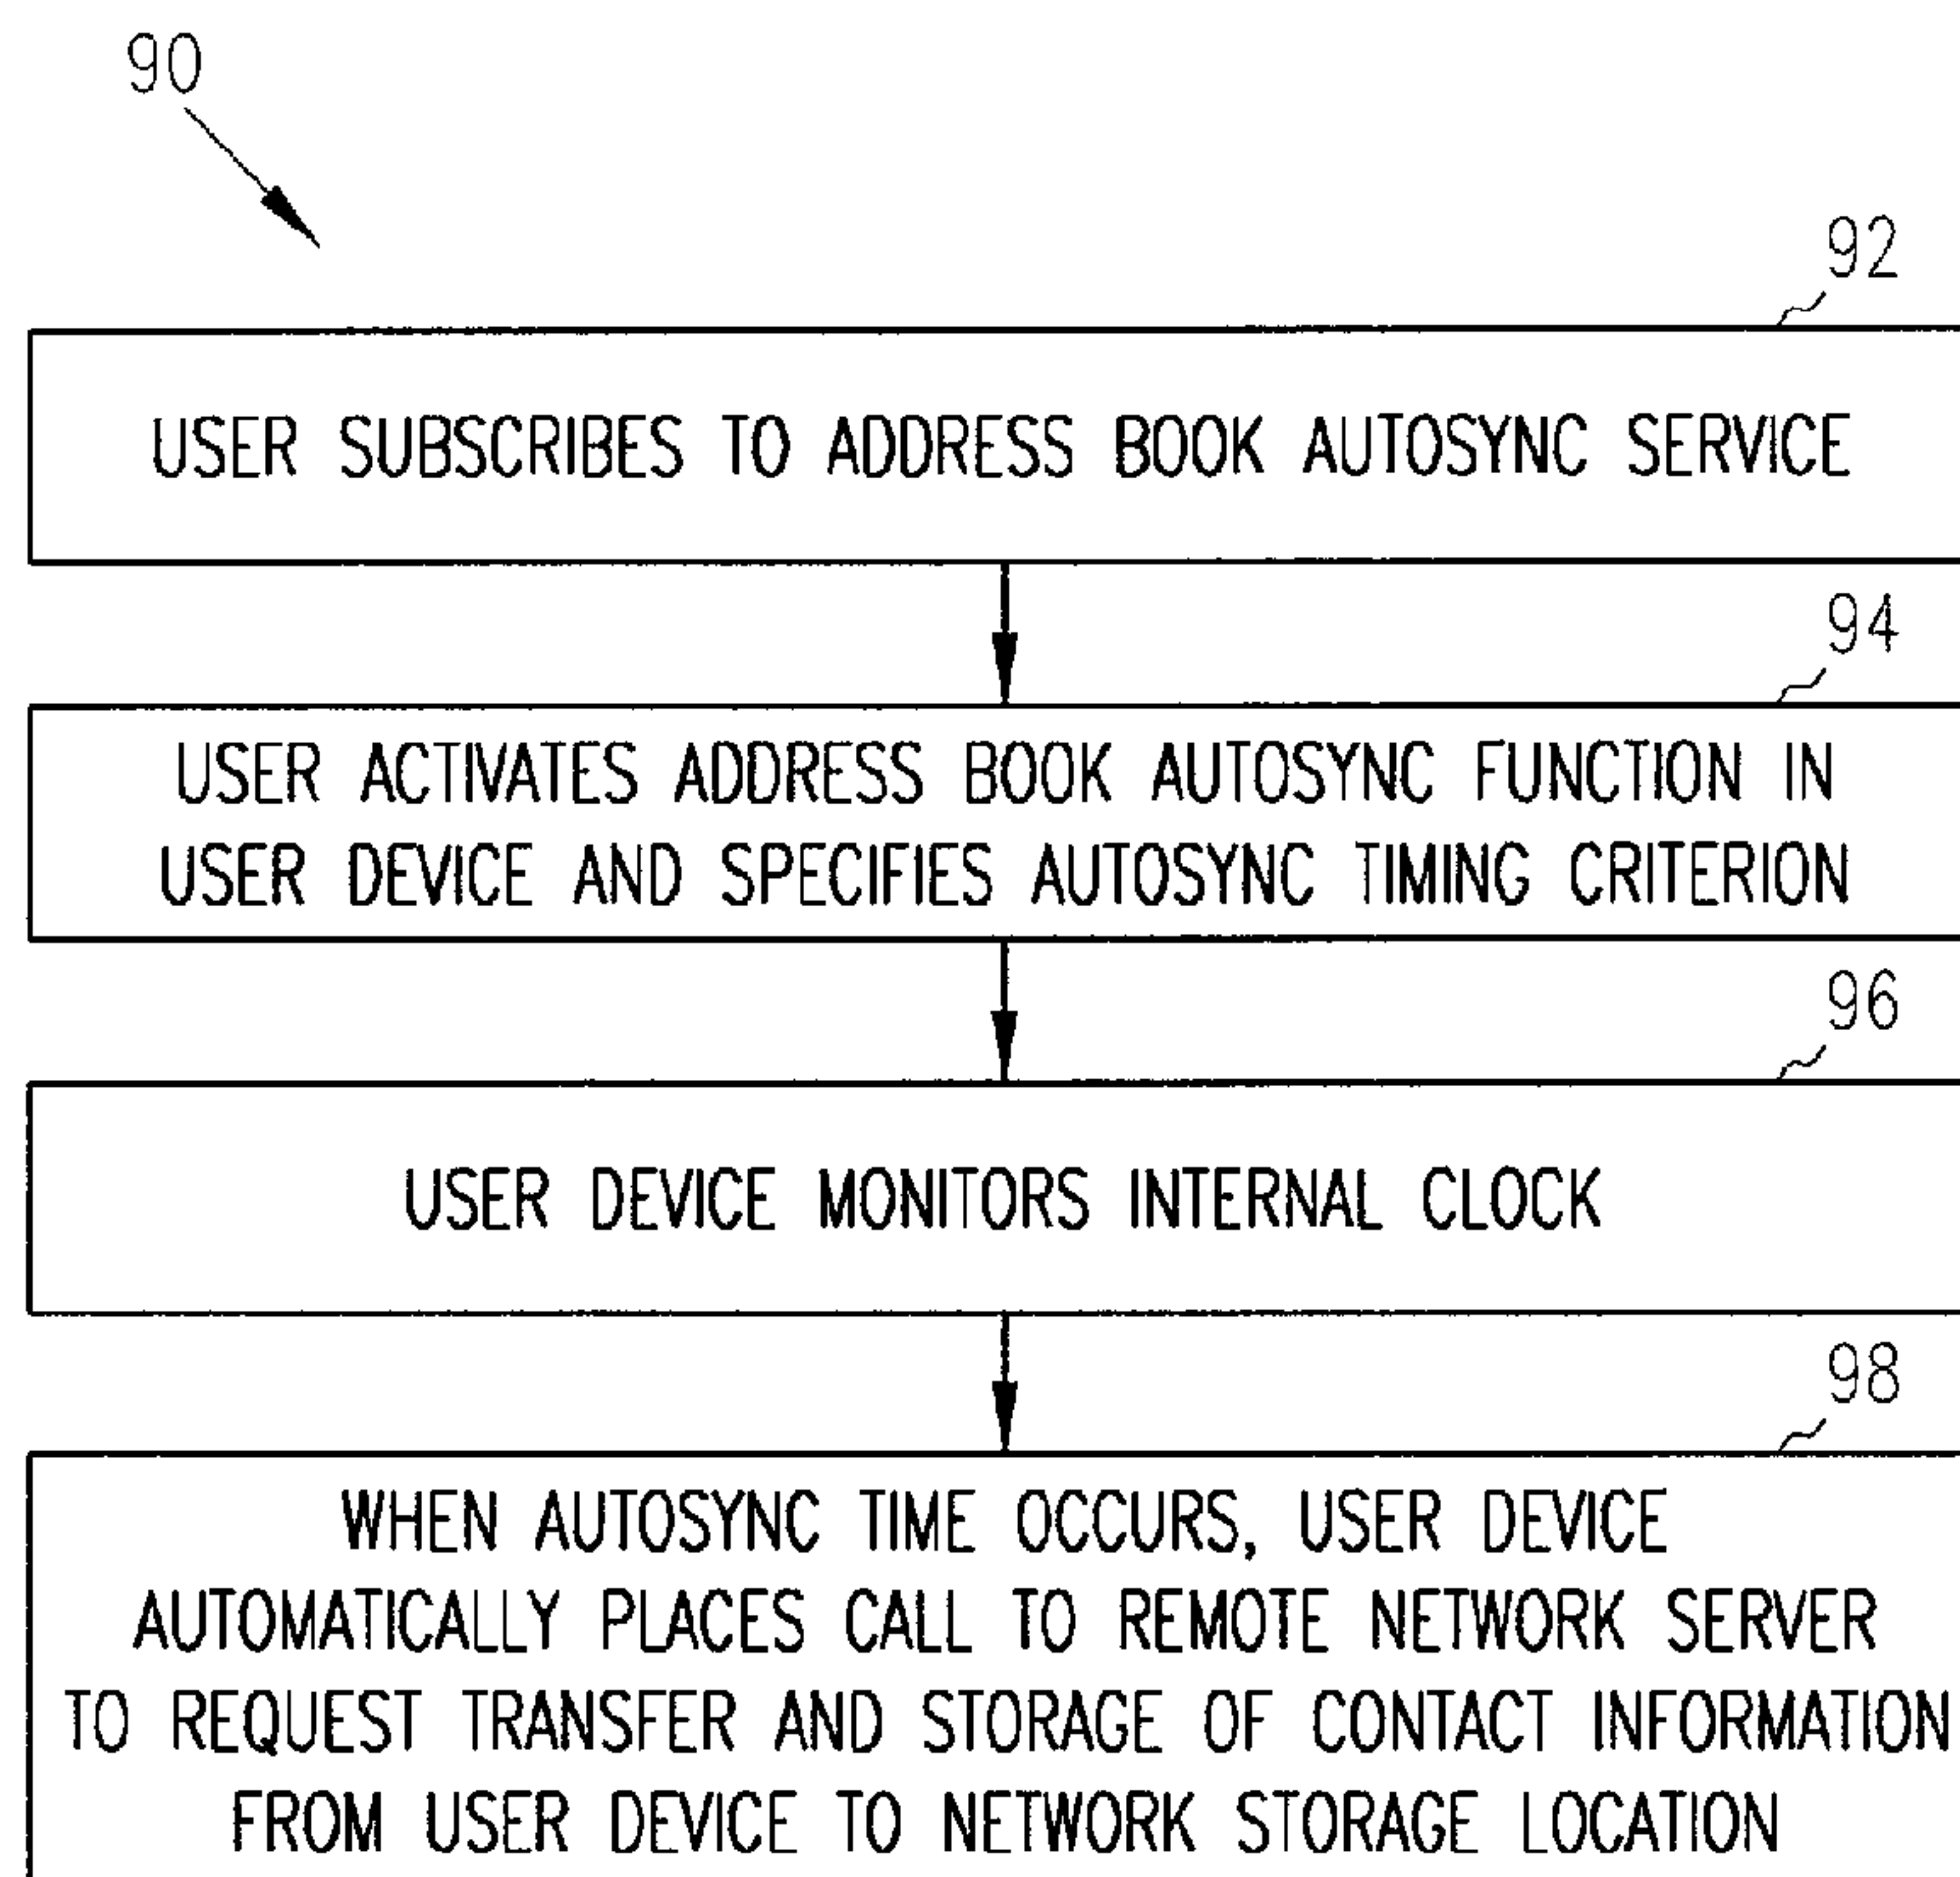 90
92
USER SUBSCRIBES TO ADDRESS BOOK AUTOSYNC SERVICE
94
USER ACTIVATES ADDRESS BOOK AUTOSYNC FUNCTION IN
USER DEVICE AND SPECIFIES AUTOSYNC TIMING CRITERION
96
USER DEVICE MONITORS INTERNAL CLOCK
98
WHEN AUTOSYNC TIME OCCURS, USER DEVICE
AUTOMATICALLY PLACES CALL TO REMOTE NETWORK SERVER
TO REQUEST TRANSFER AND STORAGE OF CONTACT INFORMATION
FROM USER DEVICE TO NETWORK STORAGE LOCATION